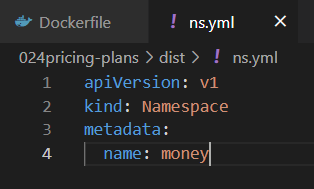 Dockerfile
ns.yml
024pricing-plans > dist > ns.yml
1 apiVersion: v1
2 kind: Namespace
3 metadata:
4   name: money